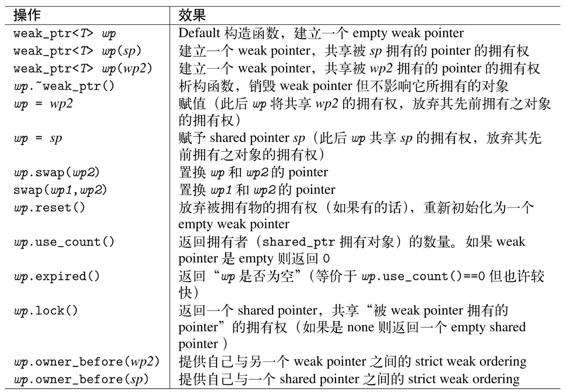 操作 效果
weak_ptr<T> wp Default 构造函数，建立一个 empty weak pointer
weak_ptr<T> wp(sp) 建立一个 weak pointer，共享被 sp 拥有的 pointer 的拥有权
weak_ptr<T> wp(wp2) 建立一个 weak pointer，共享被 wp2 拥有的 pointer 的拥有权
wp.~weak_ptr() 析构函数，销毁 weak pointer 但不影响它所拥有的对象
wp = wp2 赋值（此后 wp 将共享 wp2 的拥有权，放弃其先前拥有之对象
的拥有权）
wp = sp 赋予 shared pointer sp（此后 wp 共享 sp 的拥有权，放弃其先
前拥有之对象的拥有权）
wp.swap(wp2) 置换 wp 和 wp2 的 pointer
swap(wp1,wp2) 置换 wp1 和 wp2 的 pointer
wp.reset() 放弃被拥有物的拥有权（如果有的话），重新初始化为一个
empty weak pointer
wp.use_count() 返回拥有者（shared_ptr 拥有对象）的数量。如果 weak
pointer 是 empty 则返回 0
wp.expired() 返回“wp 是否为空”（等价于 wp.use_count()==0 但也许较
快）
wp.lock() 返回一个 shared pointer，共享“被 weak pointer 拥有的
pointer”的拥有权（如果是 none 则返回一个 empty shared
pointer ）
wp.owner_before(wp2) 提供自己与另一个 weak pointer 之间的 strict weak ordering
wp.owner_before(sp) 提供自己与一个 shared pointer 之间的 strict weak ordering